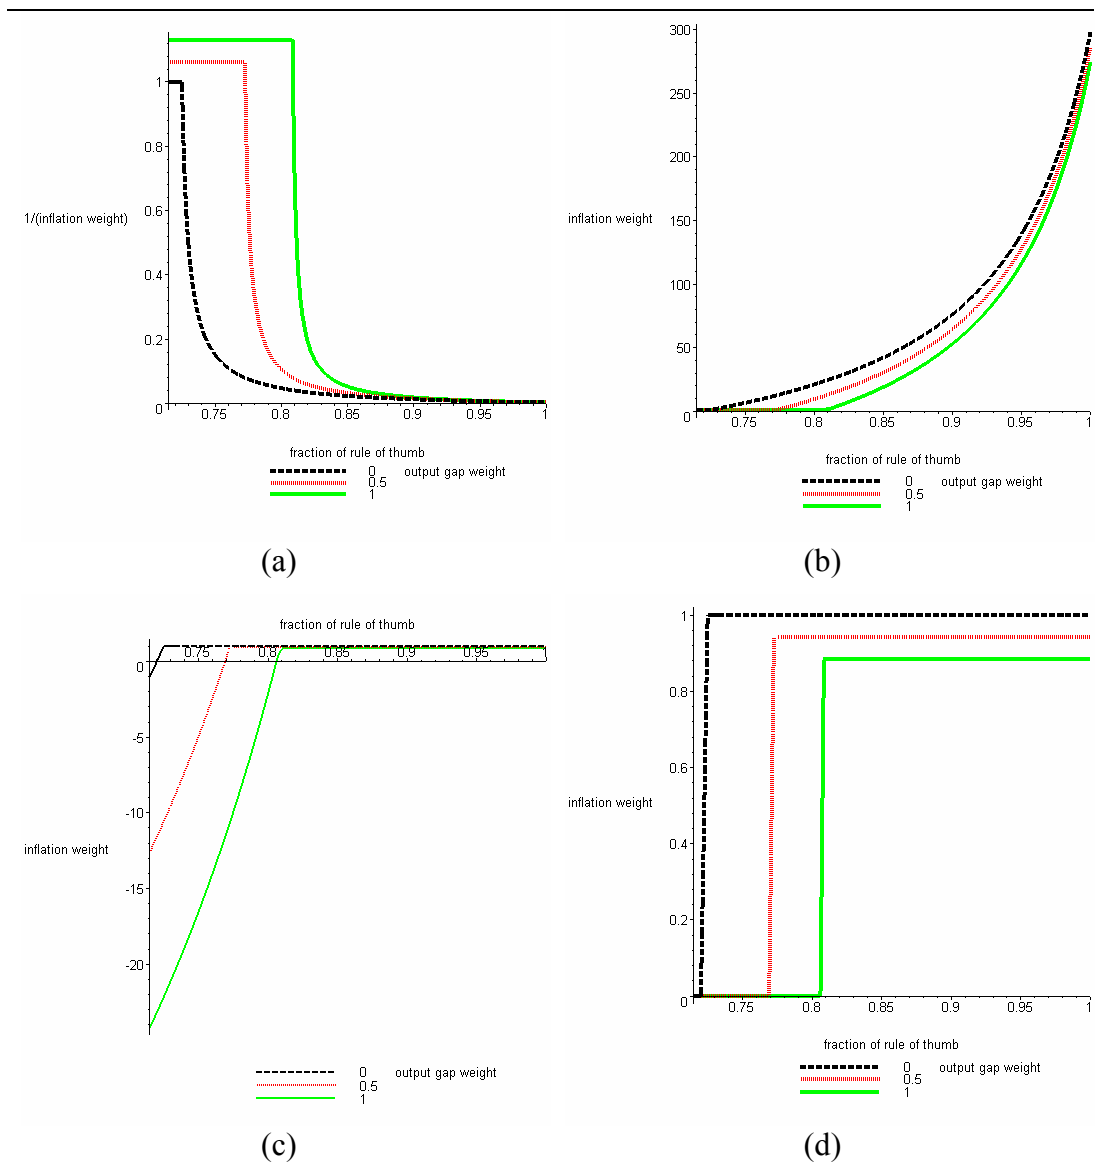 1
0.8
0.6
1/(inflation weight)
0.4
0.2
0
0.75 0.8 0.85 0.9 0.95 1
fraction of rule of thumb
0 output gap weight
0.5
1
(a)
300
250
200
inflation weight
150
100
50
0
0.75 0.8 0.85 0.9 0.95 1
fraction of rule of thumb
0 output gap weight
0.5
1
(b)
fraction of rule of thumb
0.75 0.8 0.85 0.9 0.95 1
0
-5
-10
inflation weight
-15
-20
0 output gap weight
0.5
1
(c)
1
0.8
0.6
inflation weight
0.4
0.2
0
0.75 0.8 0.85 0.9 0.95 1
fraction of rule of thumb
0 output gap weight
0.5
1
(d)